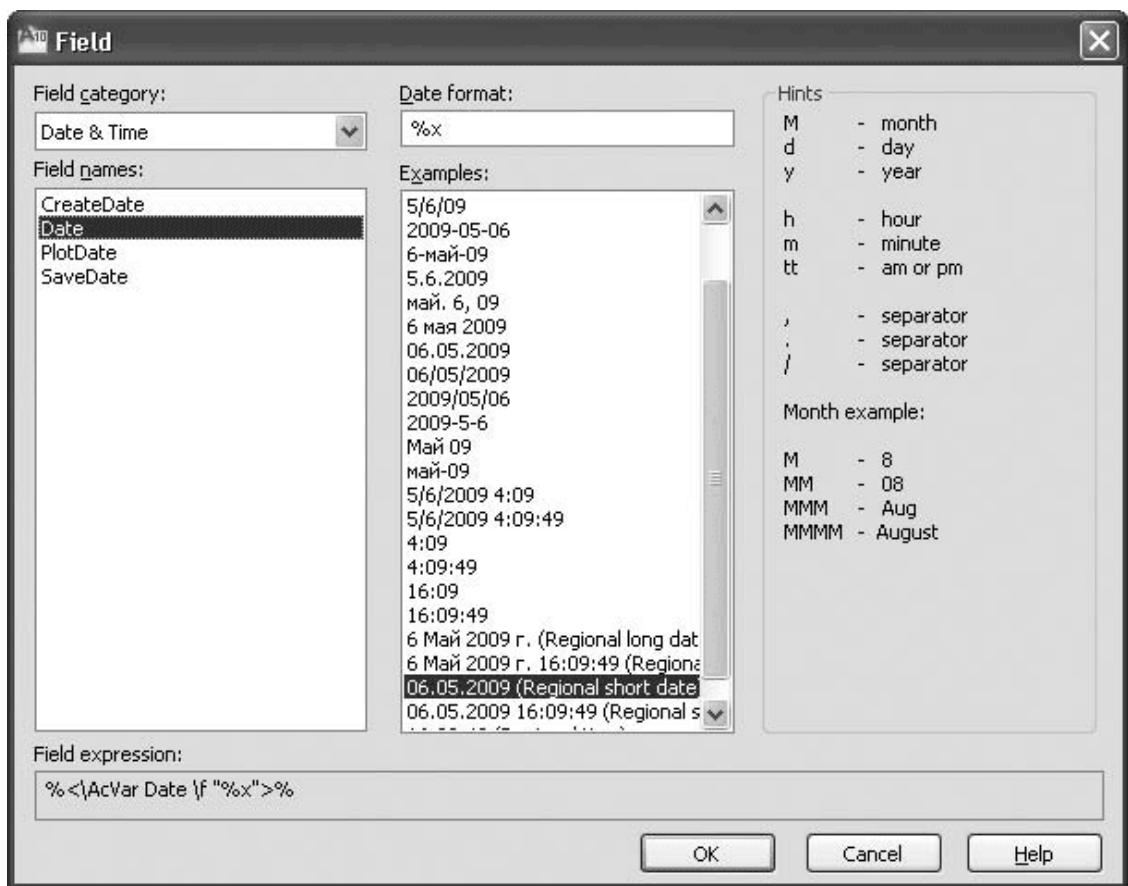 Field
Field category:
Date & Time
Field names:
CreateDate
Date
PlotDate
SaveDate
Date format:
%x
Examples:
5/6/09
2009-05-06
6-май-09
5.6.2009
май. 6, 09
6 мая 2009
06.05.2009
06/05/2009
2009/05/06
2009-5-6
Май 09
май-09
5/6/2009 4:09
5/6/2009 4:09:49
4:09
4:09:49
16:09
16:09:49
6 Май 2009 г. (Regional long dat
6 Май 2009 г. 16:09:49 (Regiona
06.05.2009 (Regional short date
06.05.2009 16:09:49 (Regional s
Hints
M - month
d - day
y - year
h - hour
m - minute
tt - am or pm
, - separator
. - separator
/ - separator
Month example:
M - 8
MM - 08
MMM - Aug
MMMM - August
Field expression:
%<\AcVar Date \f "%x">%
OK Cancel Help